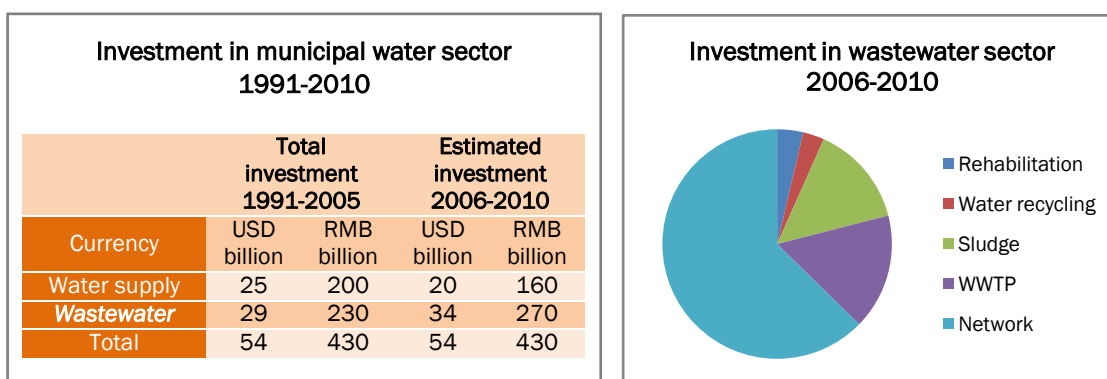 Investment in municipal water sector
1991-2010
Total
investment
1991-2005
Estimated
investment
2006-2010
Currency
USD
billion
RMB
billion
USD
billion
RMB
billion
Water supply 25 200 20 160
Wastewater 29 230 34 270
Total 54 430 54 430
Investment in wastewater sector
2006-2010
Rehabilitation
Water recycling
Sludge
WWTP
Network